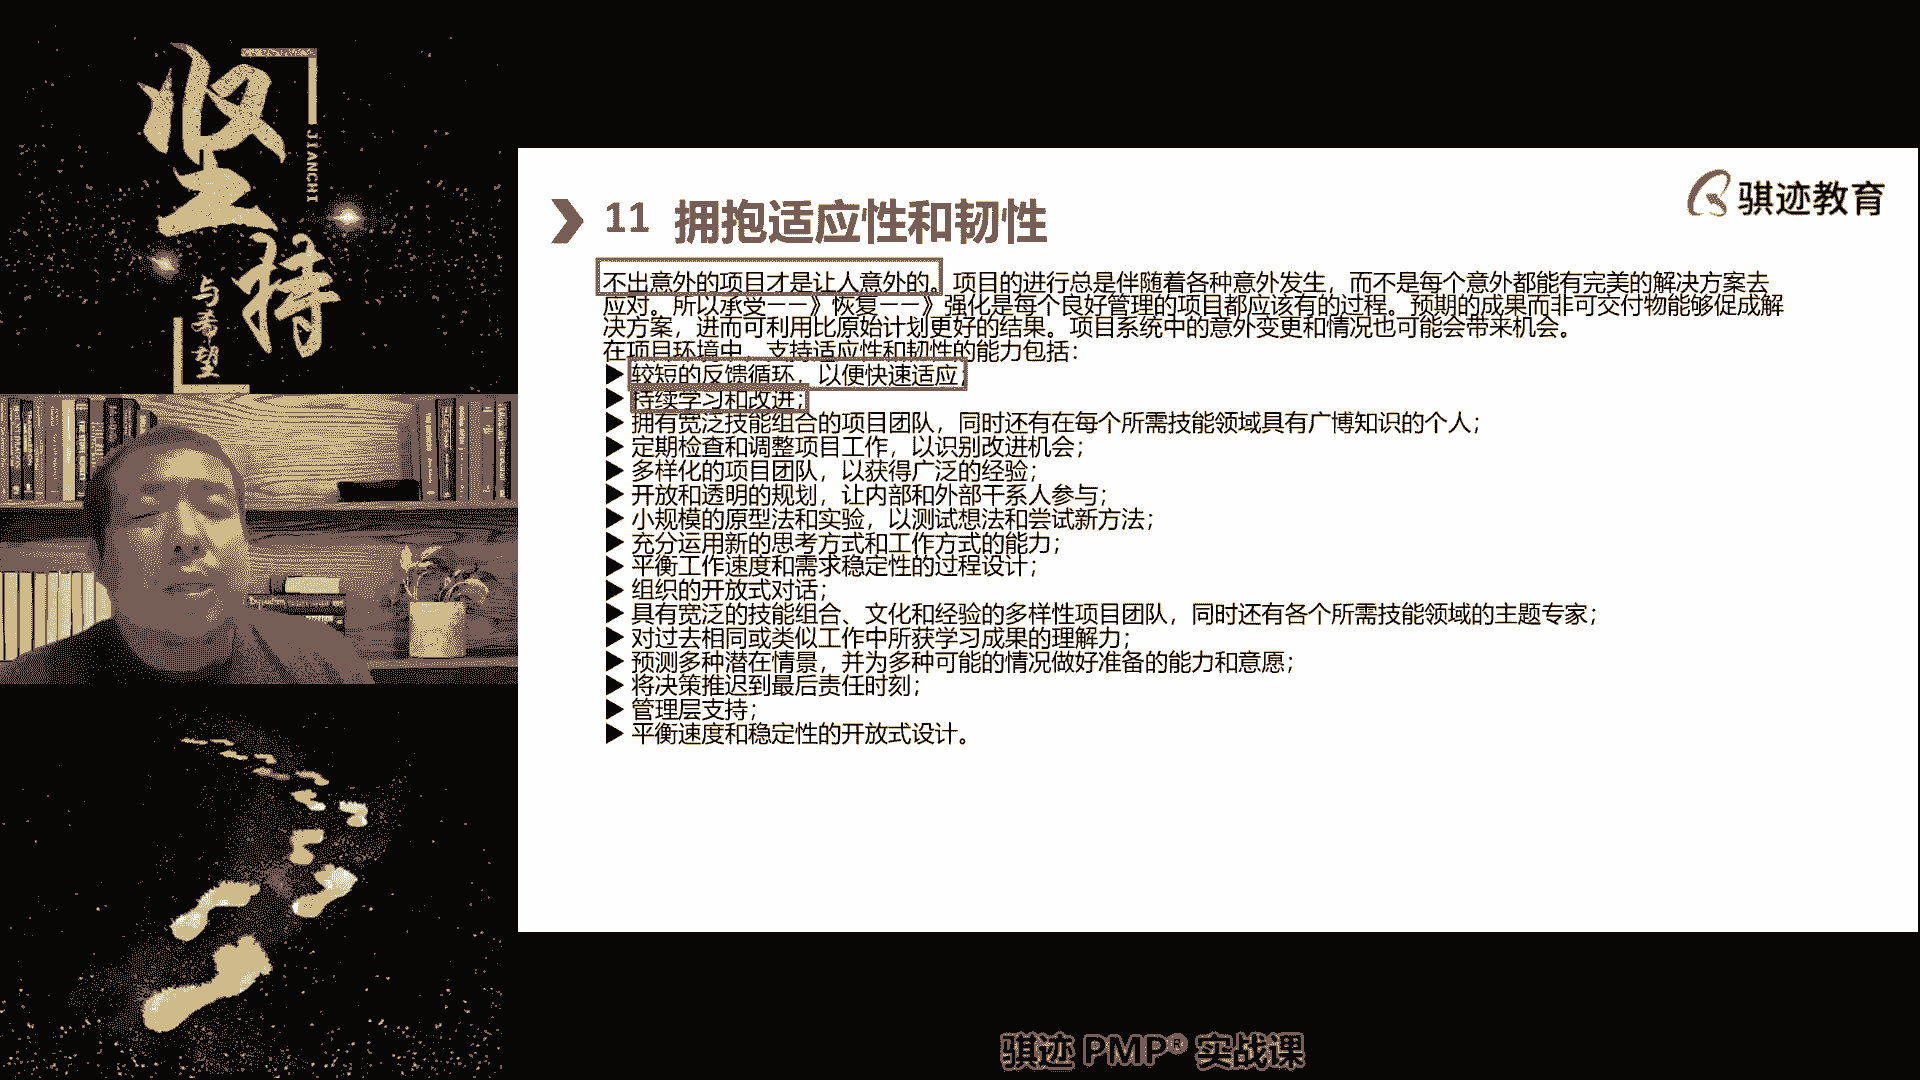 坚持
JIANCHI
与希望
骐迹教育
11 拥抱适应性和韧性
不出意外的项目才是让人意外的。项目的进行总是伴随着各种意外发生，而不是每个意外都能有完美的解决方案去
应对。所以承受——》恢复——》强化是每个良好管理的项目都应该有的过程。预期的成果而非可交付物能够促成解
决方案，进而可利用比原始计划更好的结果。项目系统中的意外变更和情况也可能会带来机会。
在项目环境中，支持适应性和韧性的能力包括：
较短的反馈循环，以便快速适应；
持续学习和改进；
拥有宽泛技能组合的项目团队，同时还有在每个所需技能领域具有广博知识的个人；
定期检查和调整项目工作，以识别改进机会；
多样化的项目团队，以获得广泛的经验；
开放和透明的规划，让内部和外部干系人参与；
小规模的原型法和实验，以测试想法和尝试新方法；
充分运用新的思考方式和工作方式的能力；
平衡工作速度和需求稳定性的过程设计；
组织的开放式对话；
具有宽泛的技能组合、文化和经验的多样性项目团队，同时还有各个所需技能领域的主题专家；
对过去相同或类似工作中所获学习成果的理解力；
预测多种潜在情景，并为多种可能的情况做好准备的能力和意愿；
将决策推迟到最后责任时刻；
管理层支持；
平衡速度和稳定性的开放式设计。
骐迹 PMP® 实战课